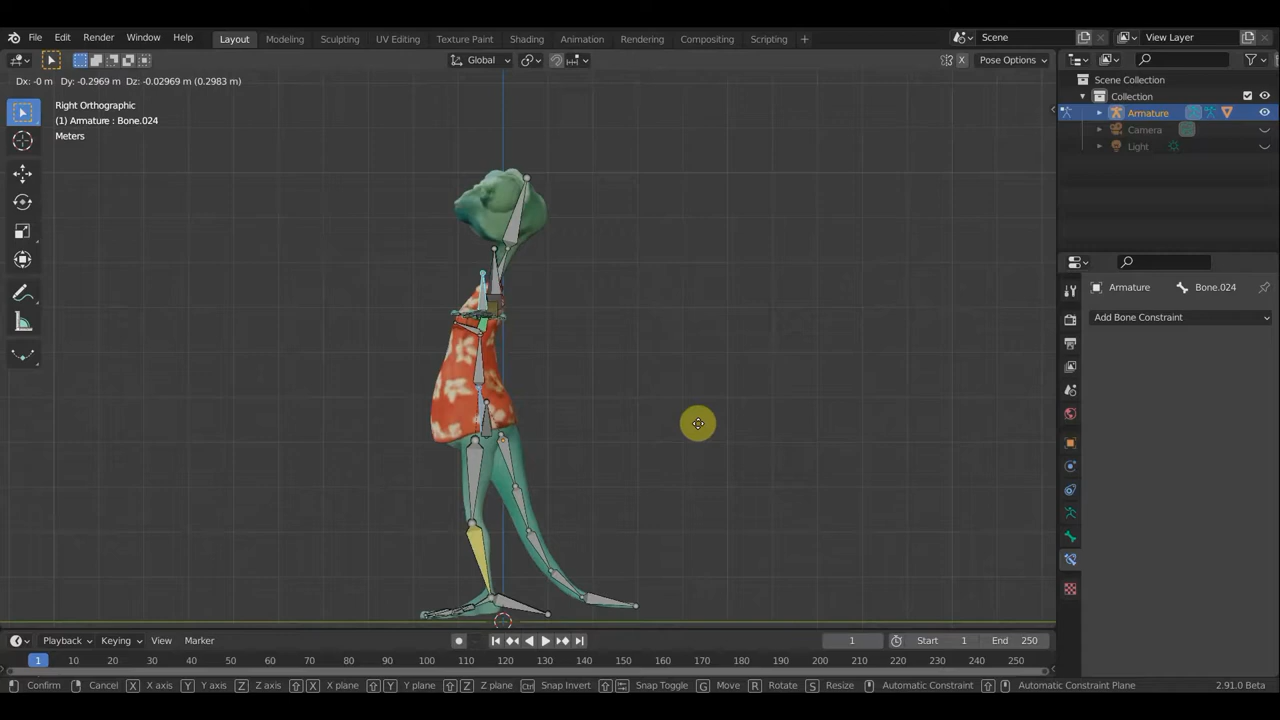 File Edit Render Window Help Layout Modeling Sculpting UV Editing Texture Paint Shading Animation Rendering Compositing Scripting + Scene View Layer
Global X Pose Options
Dx: -0 m Dy: -0.2969 m Dz: -0.02969 m (0.2983 m)
Right Orthographic
(1) Armature : Bone.024
Meters
Scene Collection
Collection
Armature
Camera
Light
Armature Bone.024
Add Bone Constraint
Playback Keying View Marker 1 Start 1 End 250
1 10 20 30 40 50 60 70 80 90 100 110 120 130 140 150 160 170 180 190 200 210 220 230 240 250
Confirm Cancel X X axis Y Y axis Z Z axis X X plane Y Y plane Z Z plane Ctrl Snap Invert Snap Toggle G Move R Rotate S Resize Automatic Constraint Automatic Constraint Plane 2.91.0 Beta